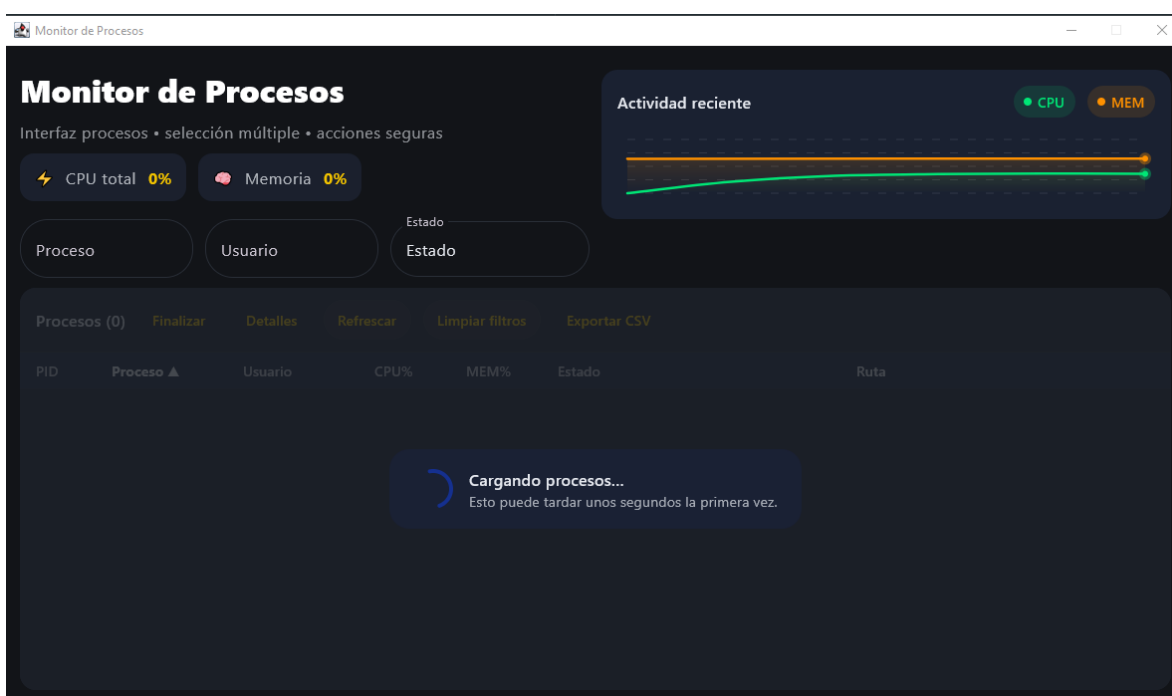 Monitor de Procesos
Monitor de Procesos
Interfaz procesos • selección múltiple • acciones seguras
CPU total 0% Memoria 0%
Actividad reciente CPU MEM
Proceso Usuario Estado Estado
Procesos (0) Finalizar Detalles Refrescar Limpiar filtros Exportar CSV
PID Proceso ▲ Usuario CPU% MEM% Estado Ruta
Cargando procesos...
Esto puede tardar unos segundos la primera vez.